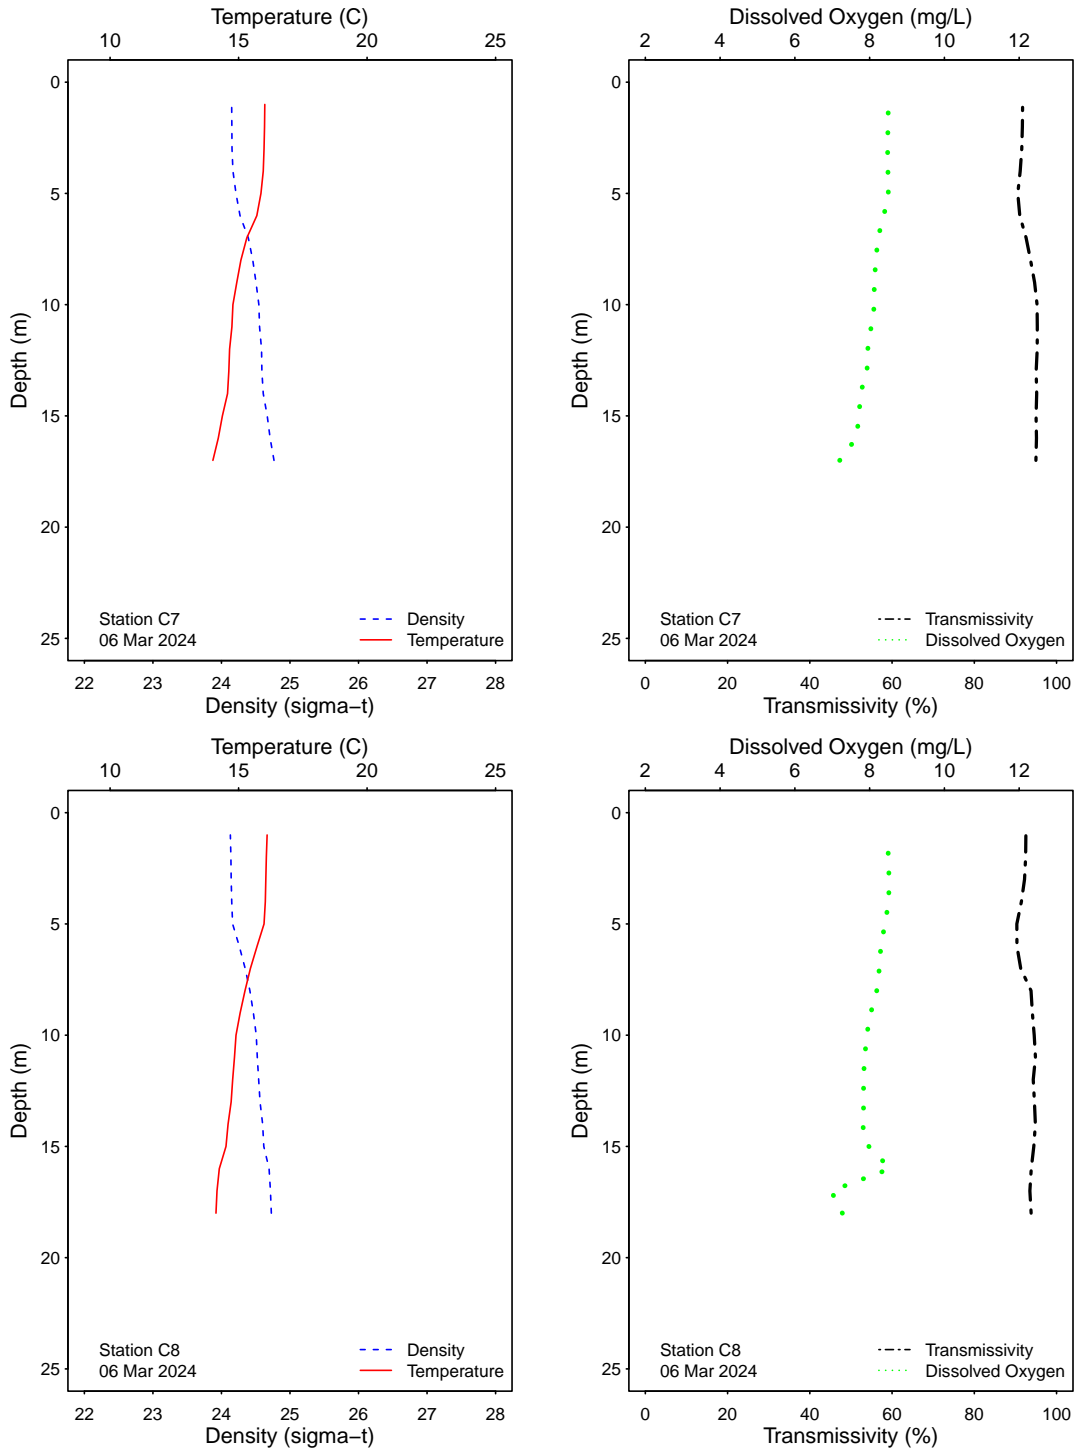 Temperature (C)
10 15 20 25
0
5
10
15
20
25
Depth (m)
Station C7
06 Mar 2024
Density
Temperature
22 23 24 25 26 27 28
Density (sigma−t)
Dissolved Oxygen (mg/L)
2 4 6 8 10 12
0
5
10
15
20
25
Depth (m)
Station C7
06 Mar 2024
Transmissivity
Dissolved Oxygen
0 20 40 60 80 100
Transmissivity (%)
Temperature (C)
10 15 20 25
0
5
10
15
20
25
Depth (m)
Station C8
06 Mar 2024
Density
Temperature
22 23 24 25 26 27 28
Density (sigma−t)
Dissolved Oxygen (mg/L)
2 4 6 8 10 12
0
5
10
15
20
25
Depth (m)
Station C8
06 Mar 2024
Transmissivity
Dissolved Oxygen
0 20 40 60 80 100
Transmissivity (%)